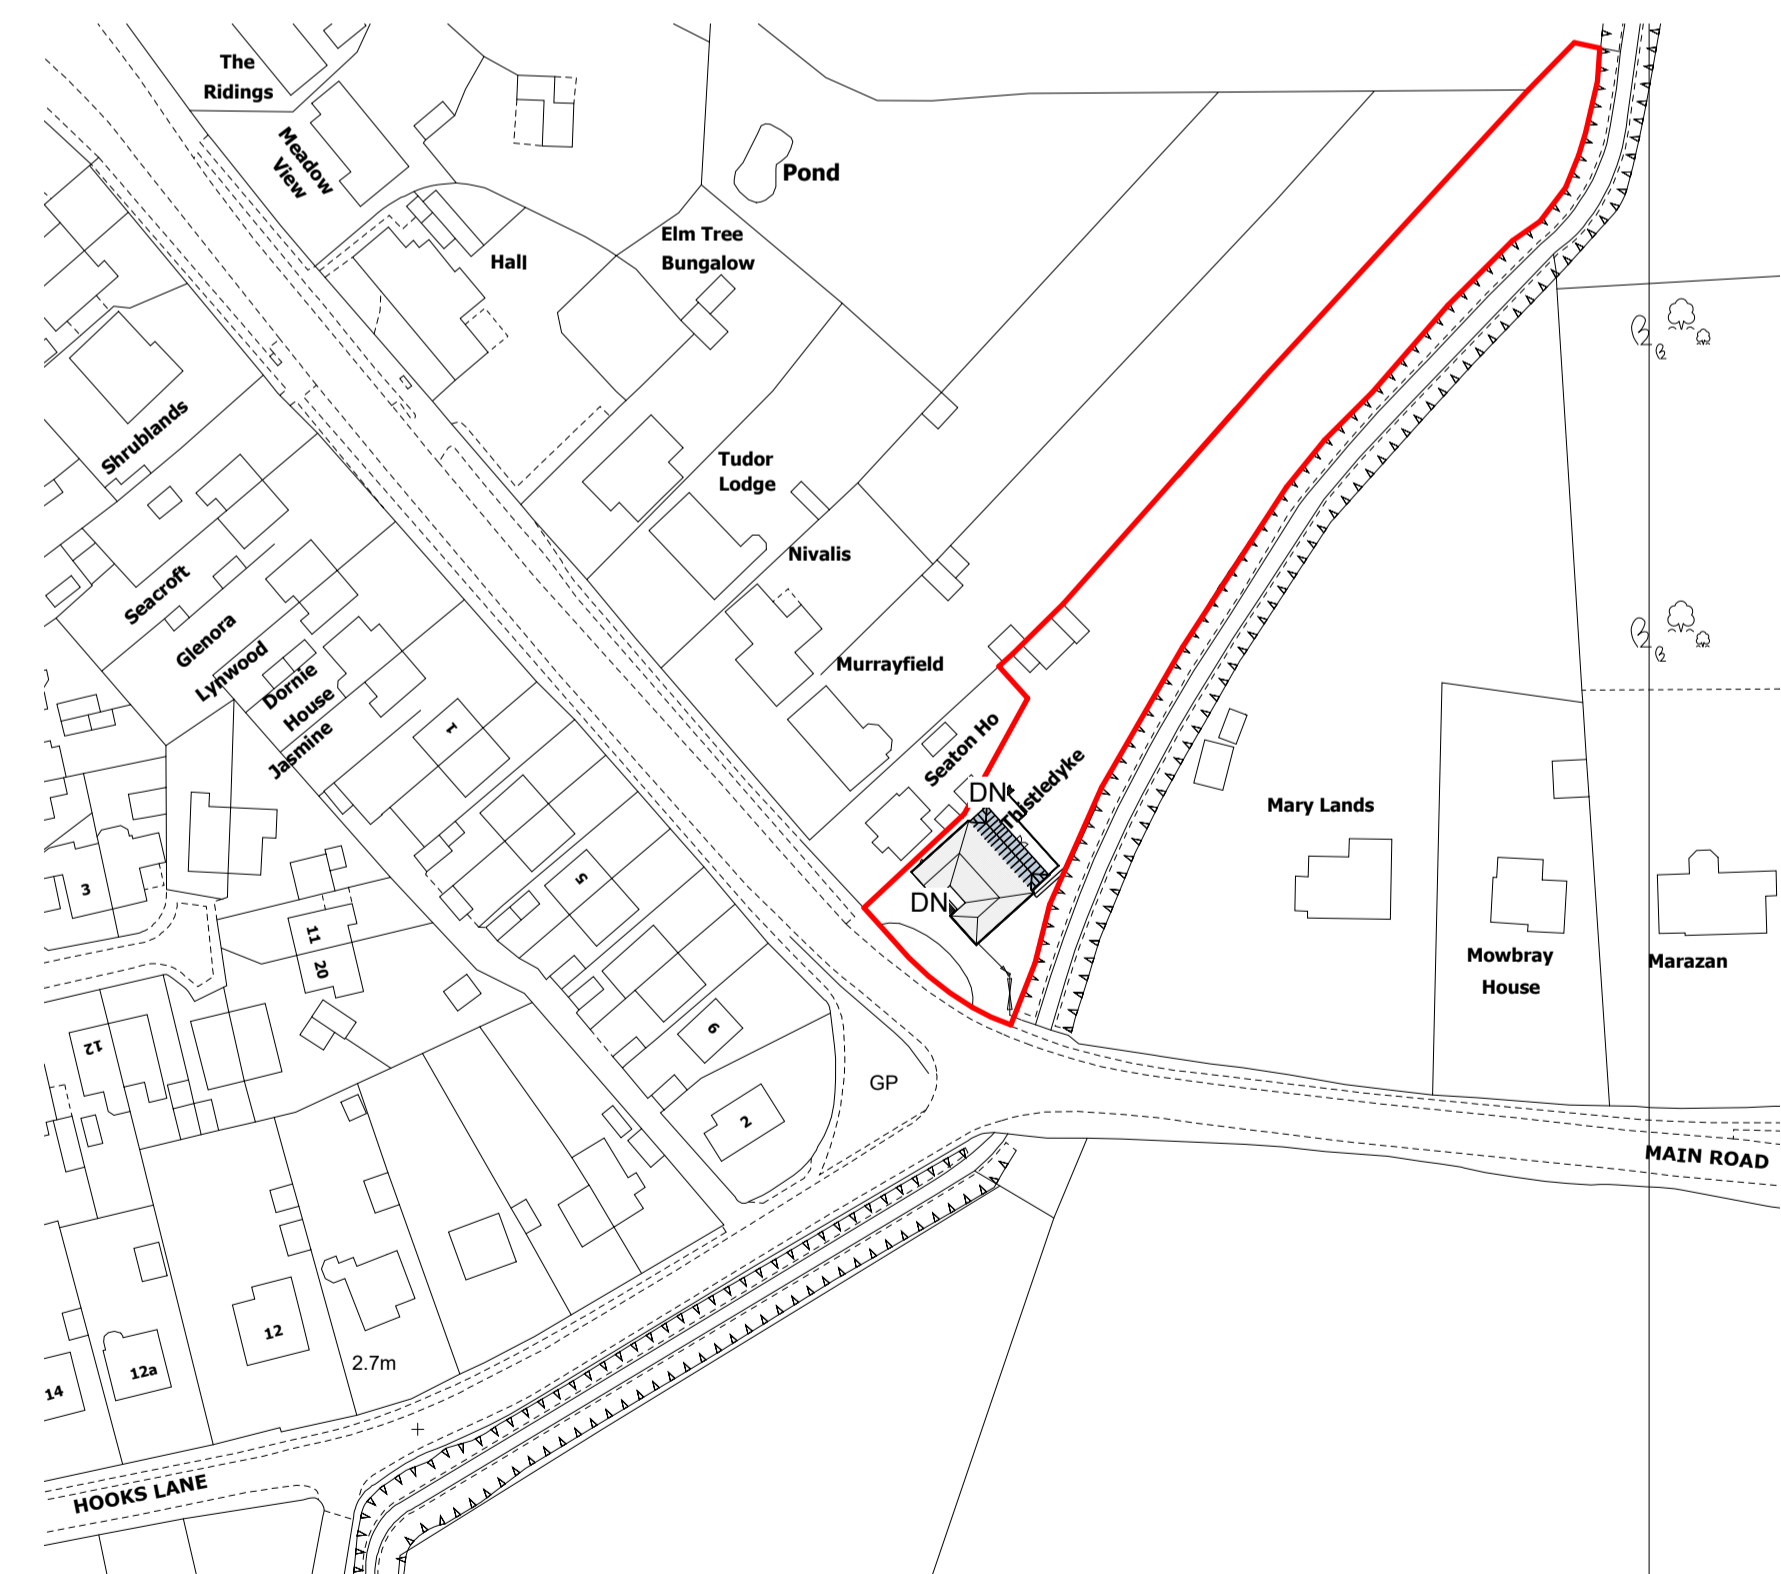 The
Ridings
Meadow
View
Pond
Elm Tree
Bungalow
Hall
Shrublands
Tudor
Lodge
Nivalis
Seacroft
Glenora
Lynwood
Dornie
House
Jasmine
Murrayfield
1
Seaton Ho
Thistledyke
DN
DN
Mary Lands
3
5
11
20
Mowbray
House
Marazan
12
6
GP
2
MAIN ROAD
12
2.7m
12a
14
HOOKS LANE